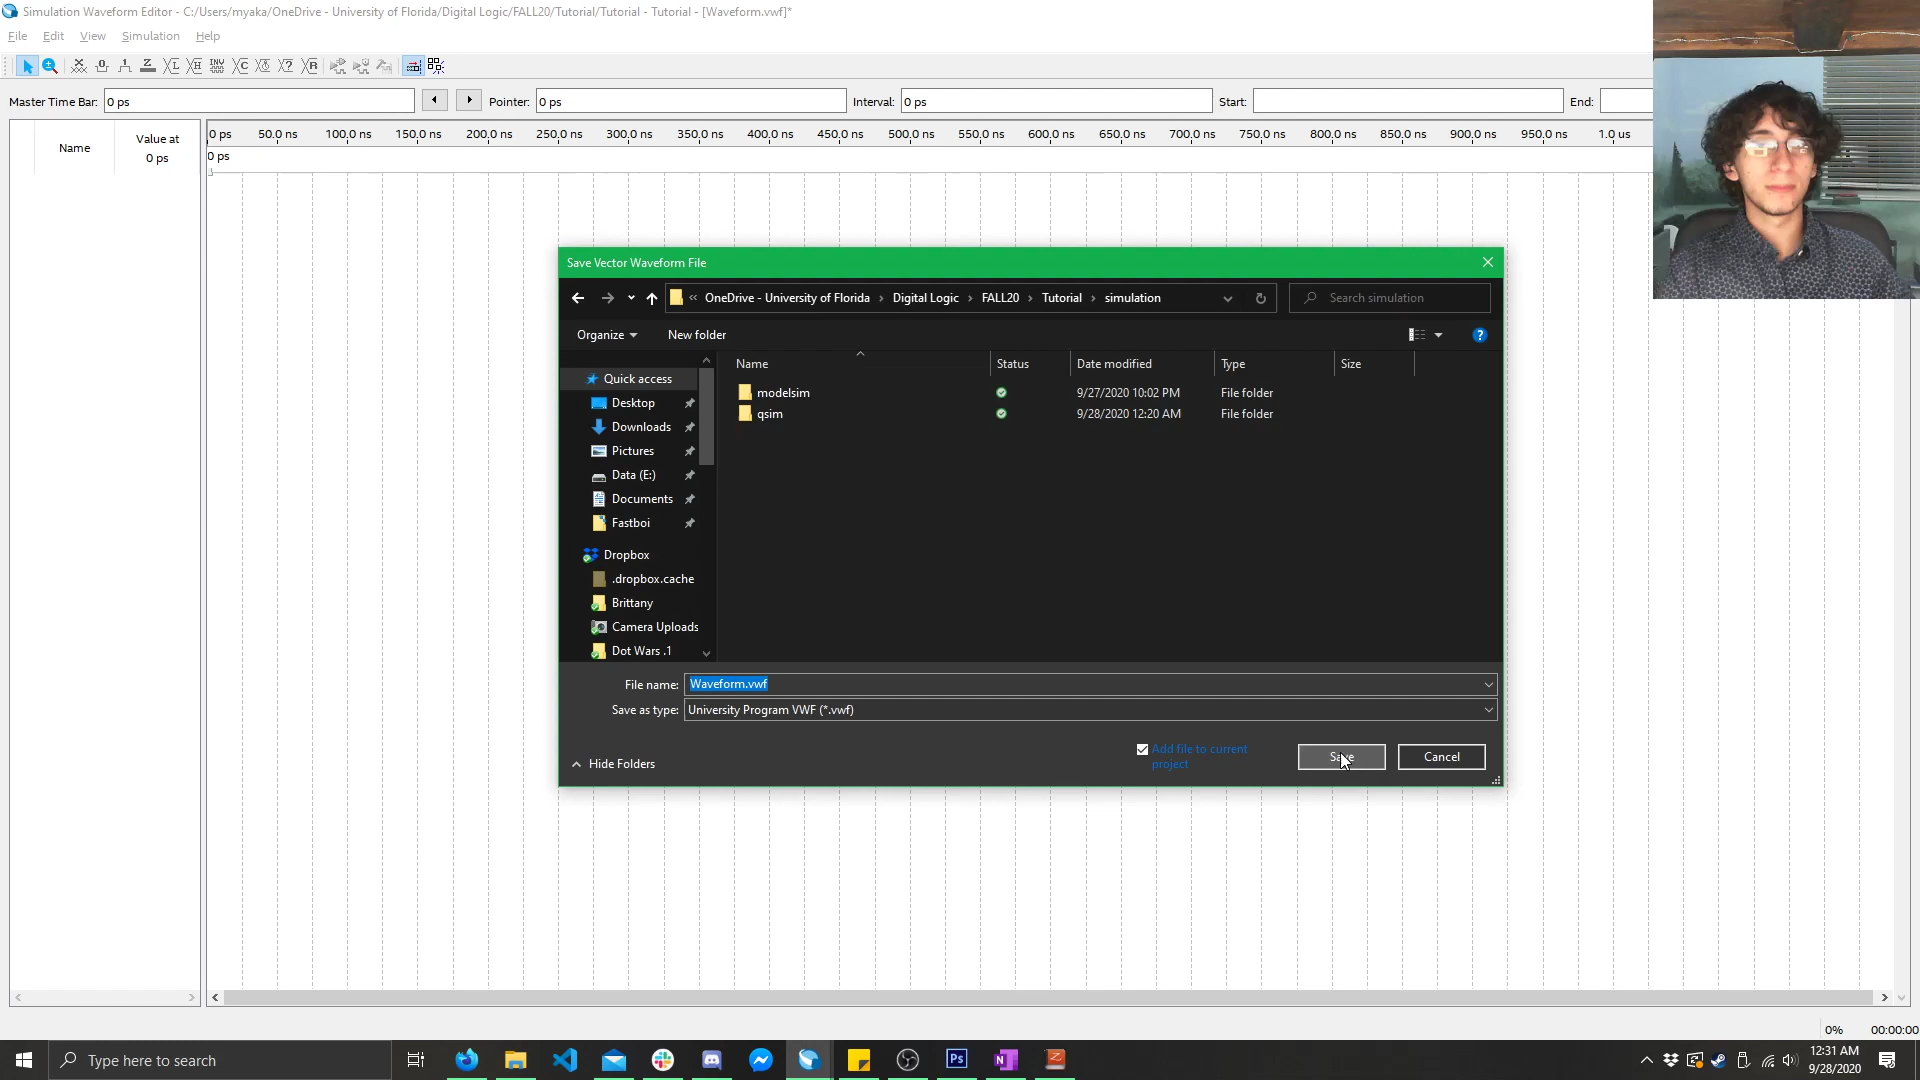 Simulation Waveform Editor - C:/Users/myaka/OneDrive - University of Florida/Digital Logic/FALL20/Tutorial/Tutorial - Tutorial - [Waveform.vwf]*
File Edit View Simulation Help
Master Time Bar: 0 ps Pointer: 0 ps Interval: 0 ps Start: End:
Name Value at 0 ps
0 ps 50.0 ns 100.0 ns 150.0 ns 200.0 ns 250.0 ns 300.0 ns 350.0 ns 400.0 ns 450.0 ns 500.0 ns 550.0 ns 600.0 ns 650.0 ns 700.0 ns 750.0 ns 800.0 ns 850.0 ns 900.0 ns 950.0 ns 1.0 us
0 ps
Save Vector Waveform File
« OneDrive - University of Florida › Digital Logic › FALL20 › Tutorial › simulation
Search simulation
Organize New folder
Name Status Date modified Type Size
modelsim 9/27/2020 10:02 PM File folder
qsim 9/28/2020 12:20 AM File folder
Quick access
Desktop
Downloads
Pictures
Data (E:)
Documents
Fastboi
Dropbox
.dropbox.cache
Brittany
Camera Uploads
Dot Wars .1
File name: Waveform.vwf
Save as type: University Program VWF (*.vwf)
Add file to current
project
Save Cancel
Hide Folders
0% 00:00:00
Type here to search
Ps
12:31 AM
9/28/2020